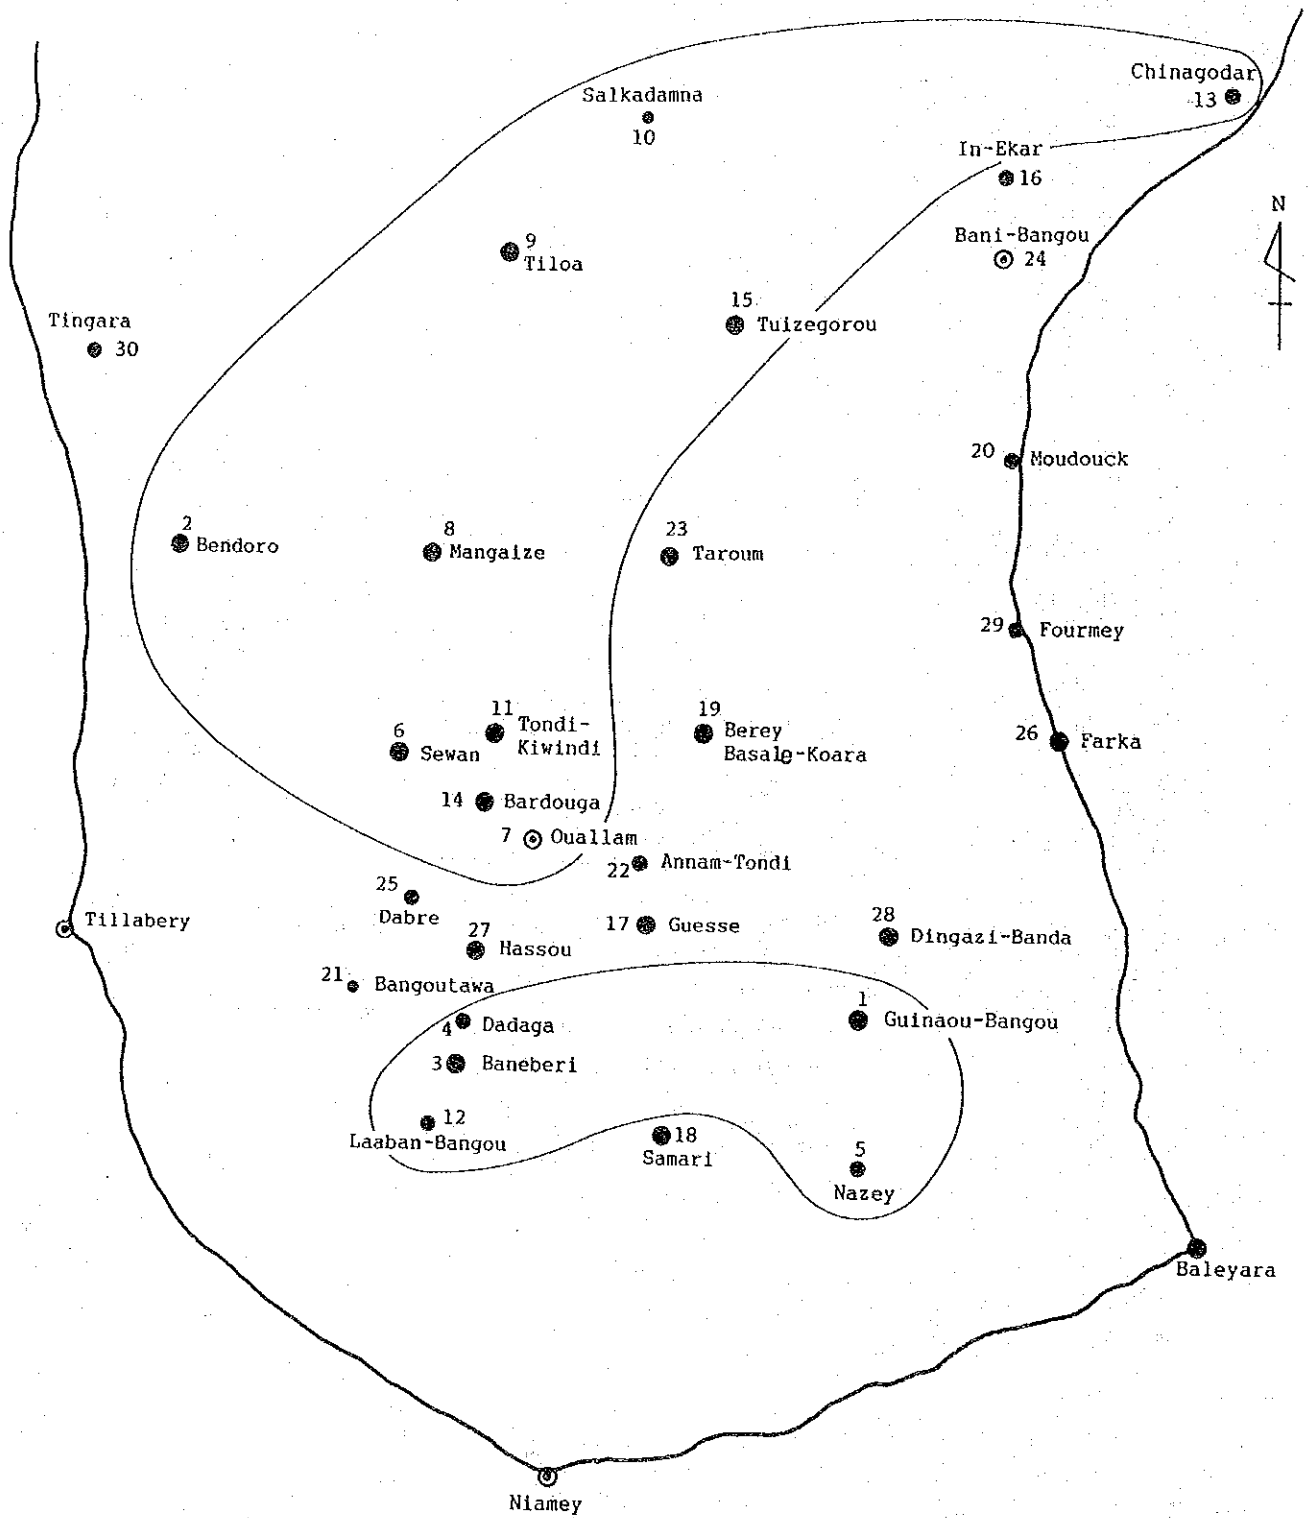 Chinagodar
13
Salkadamna
10
In-Ekar
16
N
Bani-Bangou
24
9
Tiloa
15
Tuizegorou
Tingara
30
20
Moudouck
2
Bendoro
8
Mangaize
23
Taroum
29
Fourmey
11
Tondi-
Kiwindi
6
Sewan
19
Berey
Basale-Koara
26
Farka
14
Bardouga
7
Ouallam
22
Annam-Tondi
25
Dabre
Tillabery
27
Hassou
17
Guesse
28
Dingazi-Banda
21
Bangoutawa
4
Dadaga
1
Guinaou-Bangou
3
Baneberi
12
Laaban-Bangou
18
Samari
5
Nazey
Baleyara
Niamey